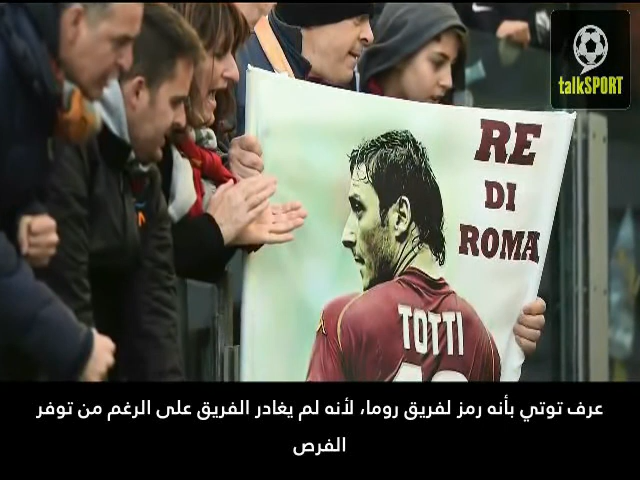 talkSPORT
RE
DI
ROMA
TOTTI
عرف توتي بأنه رمز لفريق روما، لأنه لم يغادر الفريق على الرغم من توفر
الفرص